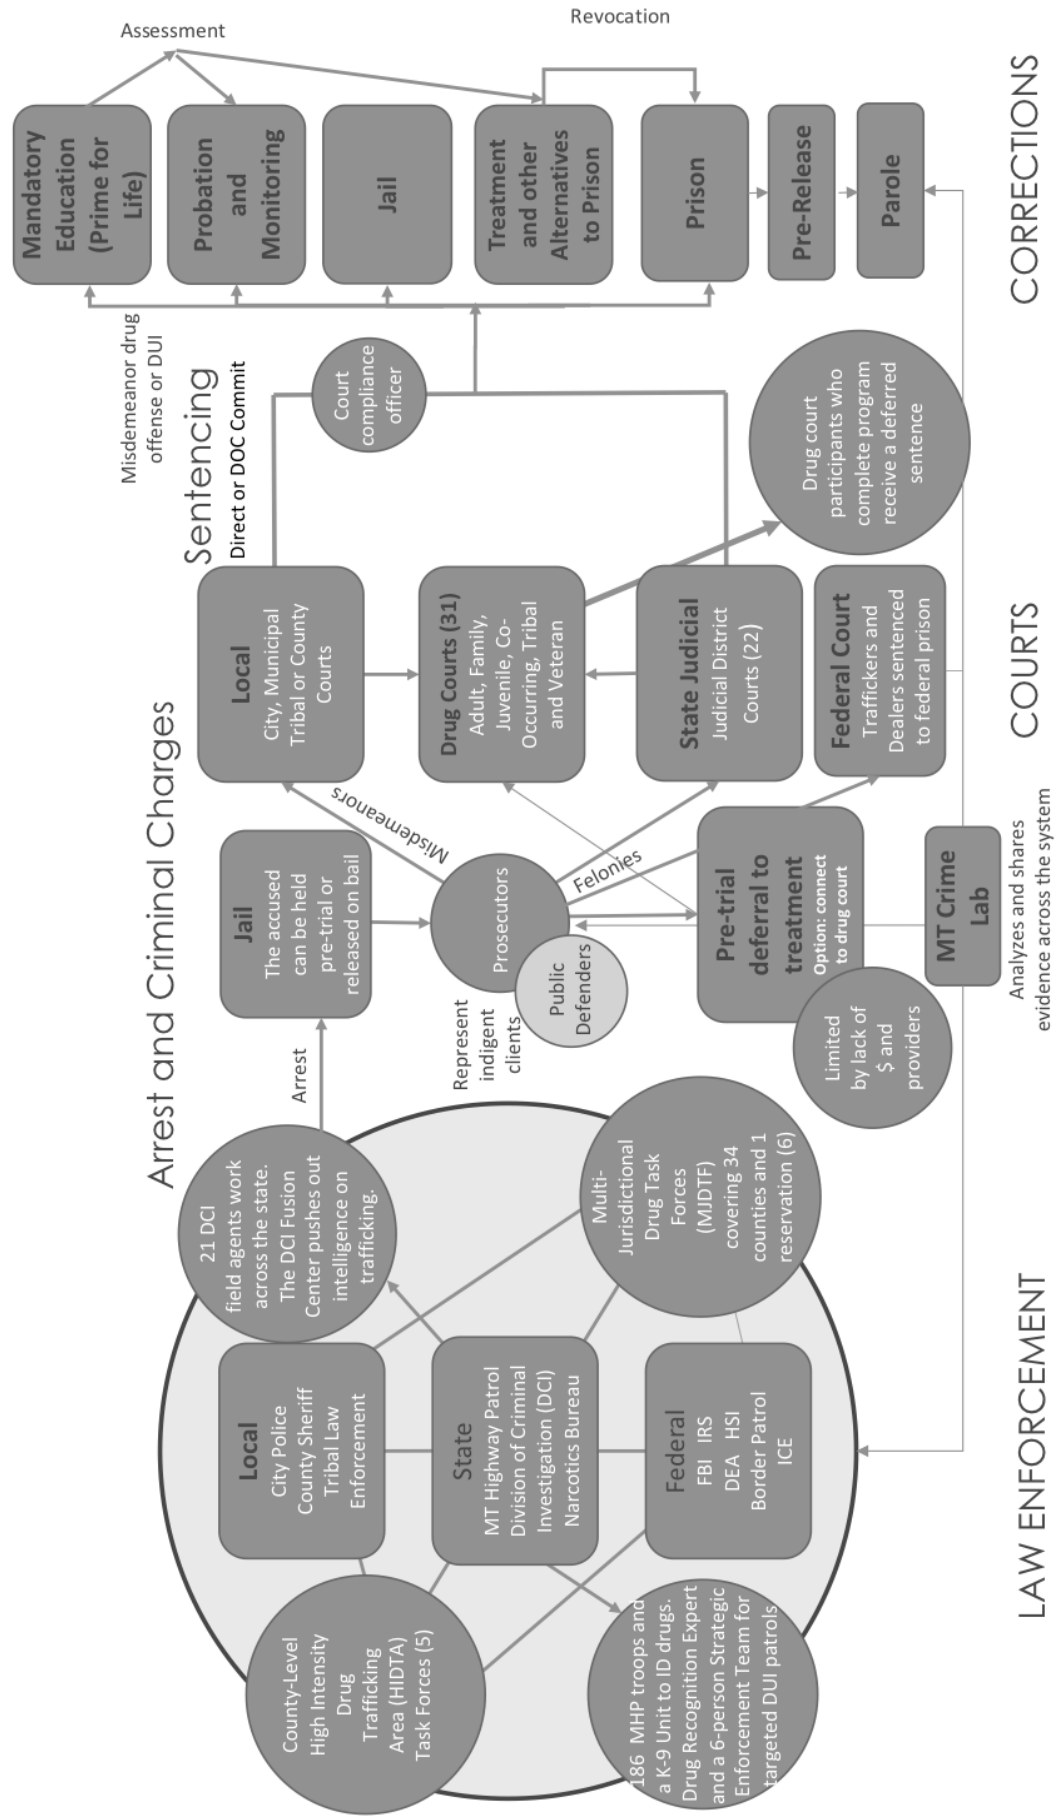 Arrest and Criminal Charges
Sentencing
Direct or DOC Commit
County-Level
High Intensity
Drug
Trafficking
Area (HIDTA)
Task Forces (5)
186  MHP troops and
a K-9 Unit to ID drugs.
Drug Recognition Expert
and a 6-person Strategic
Enforcement Team for
targeted DUI patrols
Local
City Police
County Sheriff
Tribal Law
Enforcement
State
MT Highway Patrol
Division of Criminal
Investigation (DCI)
Narcotics Bureau
Federal
FBI   IRS
DEA   HSI
Border Patrol
ICE
21 DCI
field agents work
across the state.
The DCI Fusion
Center pushes out
intelligence on
trafficking.
Multi-
Jurisdictional
Drug Task
Forces
(MJDTF)
covering 34
counties and 1
reservation (6)
Arrest
Jail
The accused
can be held
pre-trial or
released on bail
Represent
indigent
clients
Public
Defenders
Prosecutors
Misdemeanors
Felonies
Pre-trial
deferral to
treatment
Option: connect
to drug court
Limited
by lack of
$ and
providers
MT Crime
Lab
Analyzes and shares
evidence across the system
Local
City, Municipal
Tribal or County
Courts
Drug Courts (31)
Adult, Family,
Juvenile, Co-
Occurring, Tribal
and Veteran
State Judicial
Judicial District
Courts (22)
Federal Court
Traffickers and
Dealers sentenced
to federal prison
Court
compliance
officer
Drug court
participants who
complete program
receive a deferred
sentence
Misdemeanor drug
offense or DUI
Mandatory
Education
(Prime for
Life)
Probation
and
Monitoring
Jail
Treatment
and other
Alternatives
to Prison
Prison
Pre-Release
Parole
Assessment
Revocation
LAW ENFORCEMENT
COURTS
CORRECTIONS